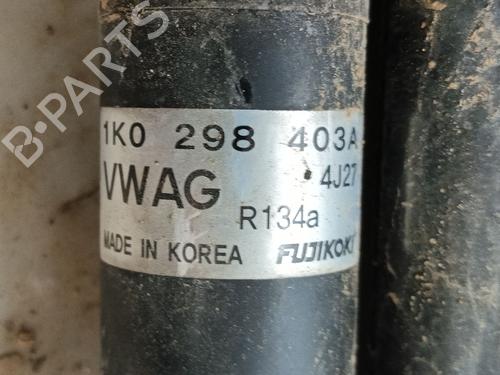 B-PARTS
1K0 298 403A
VWAG 4J27
R134a
MADE IN KOREA FUJIKOKI